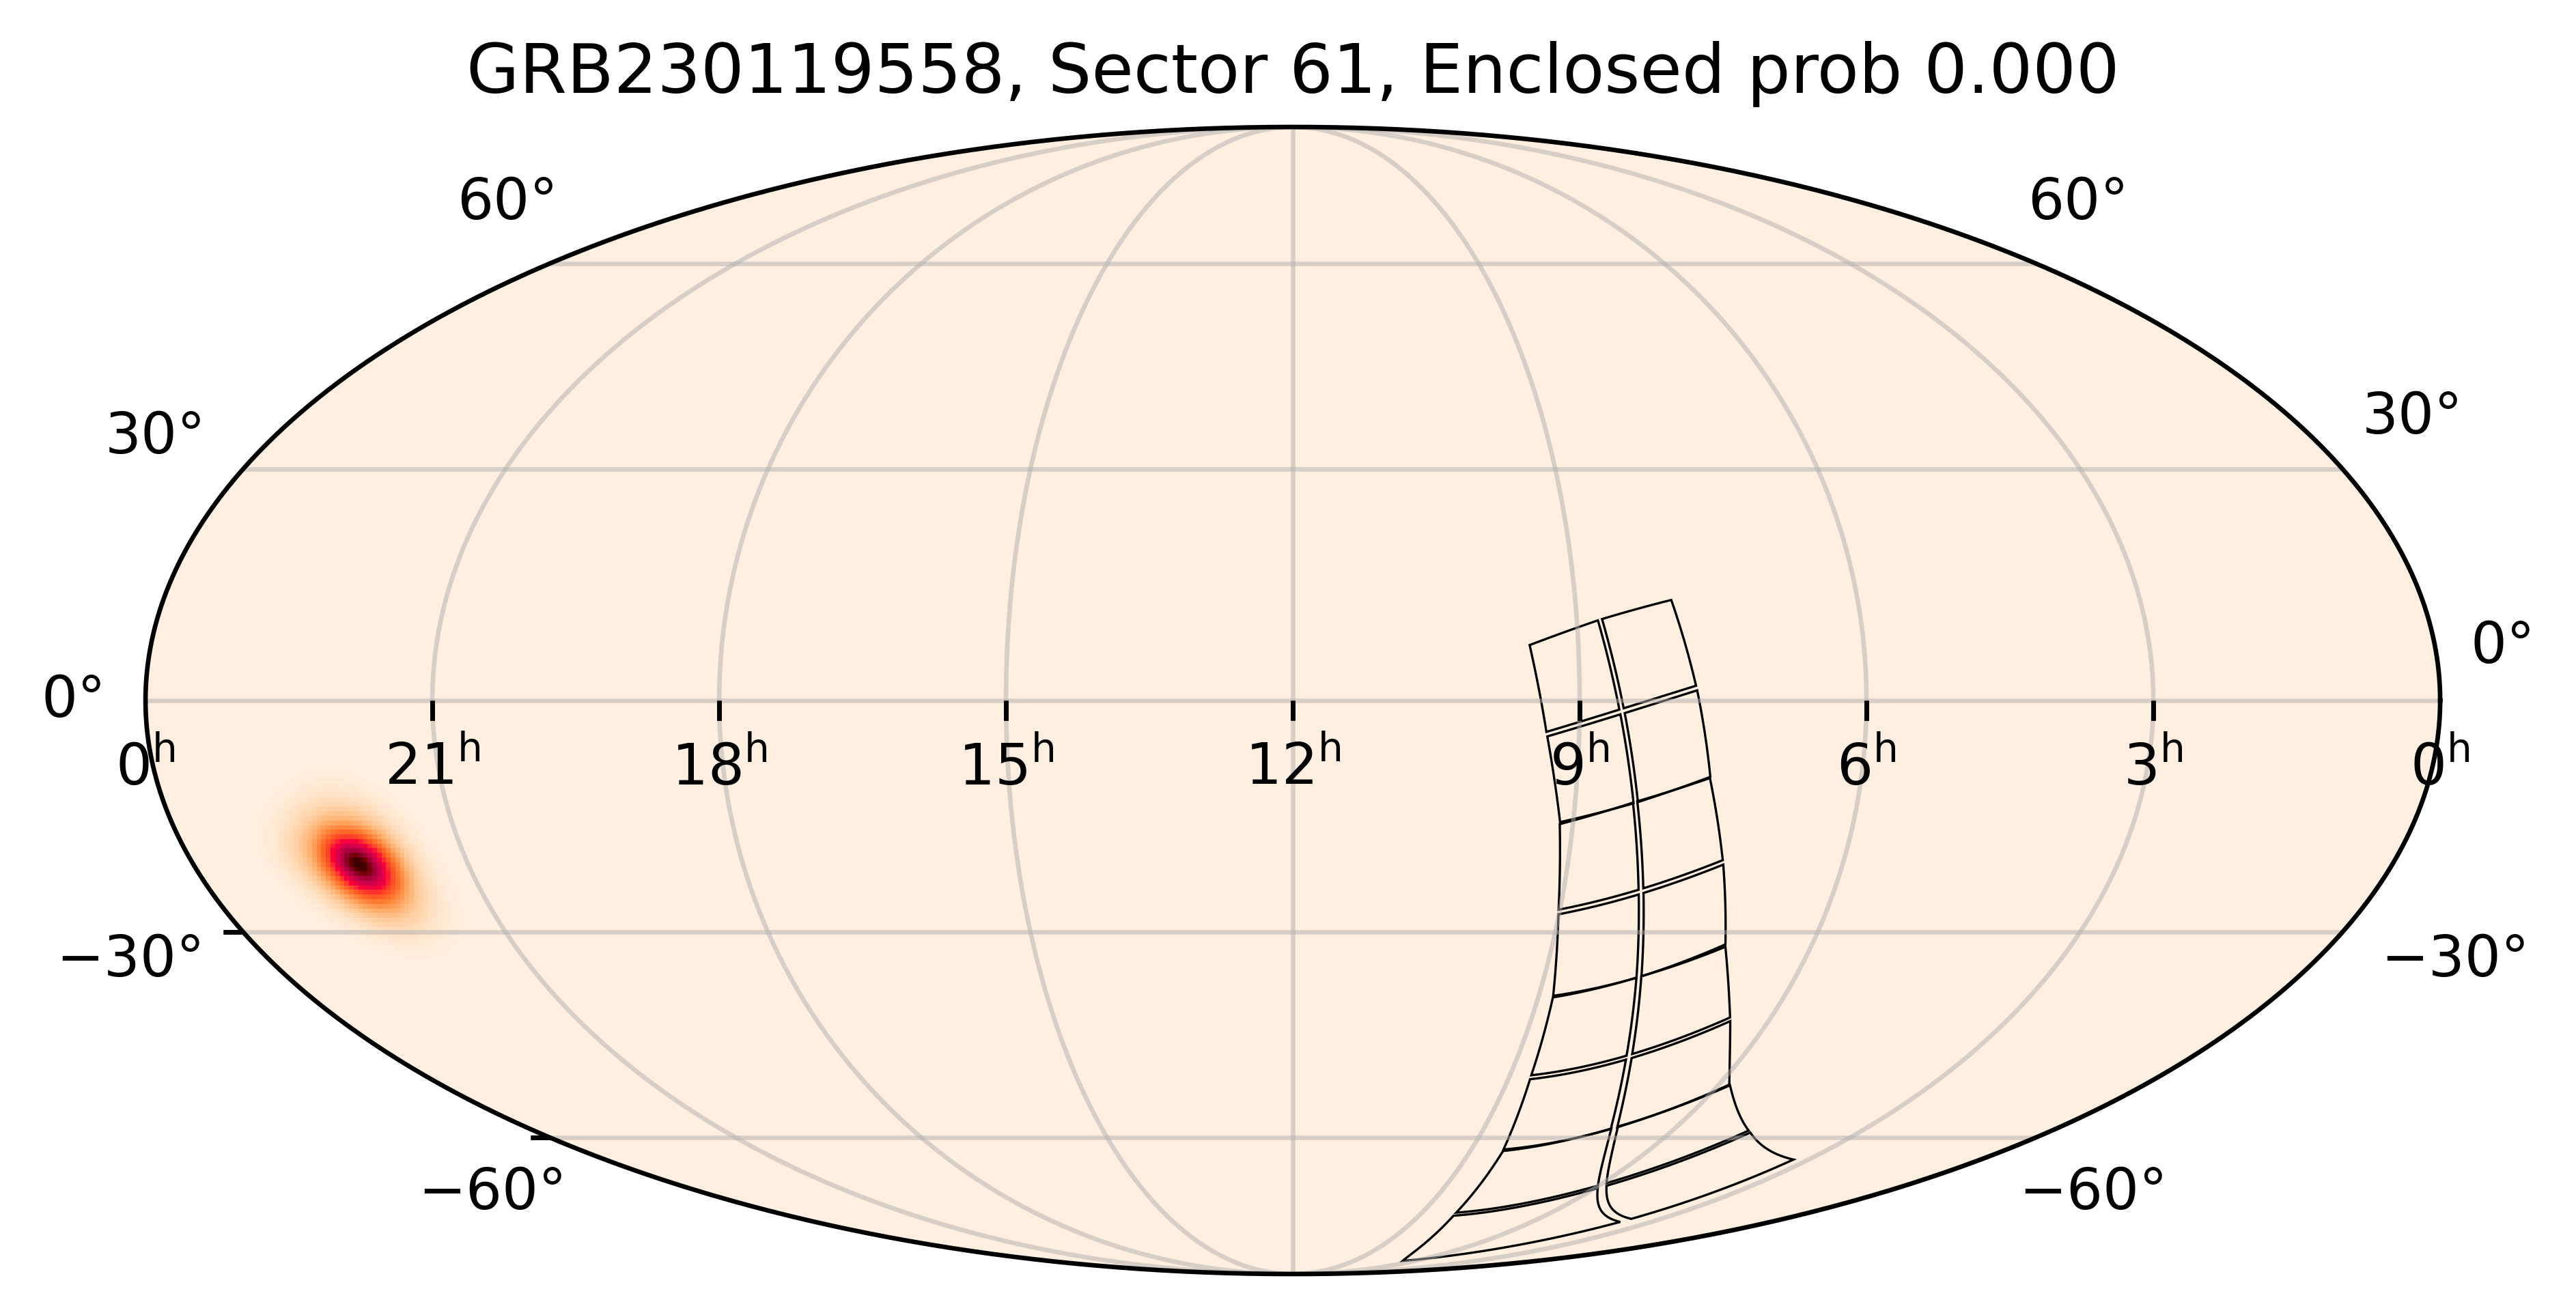 GRB230119558, Sector 61, Enclosed prob 0.000
60° 60°
30° 30°
0° 0°
0h 21h 18h 15h 12h 9h 6h 3h 0h
−30° −30°
−60° −60°